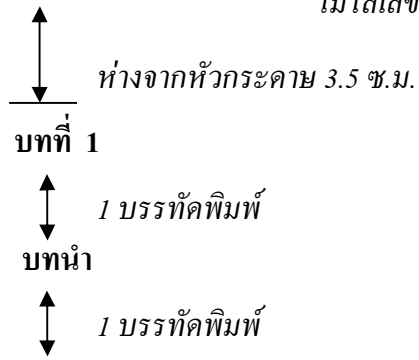 ห่างจากหัวกระดาษ 3.5 ซ.ม.
บทที่ 1
1 บรรทัดพิมพ์
บทนำ
1 บรรทัดพิมพ์